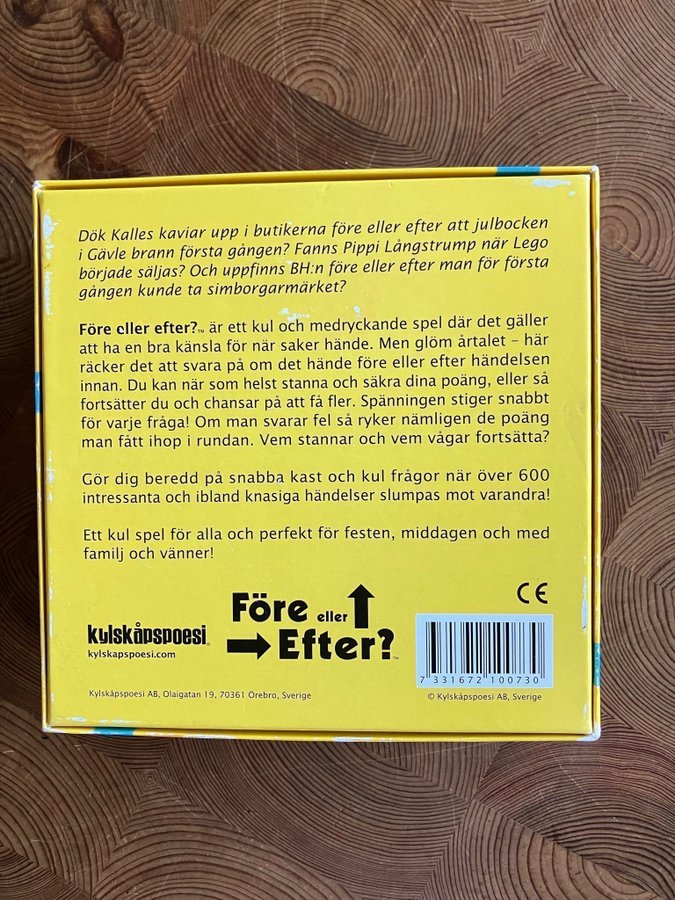 Dök Kalles kaviar upp i butikerna före eller efter att julbocken
i Gävle brann första gången? Fanns Pippi Långstrump när Lego
började säljas? Och uppfinns BH:n före eller efter man för första
gången kunde ta simborgarmärket?
Före eller efter?™ är ett kul och medryckande spel där det gäller
att ha en bra känsla för när saker hände. Men glöm årtalet – här
räcker det att svara på om det hände före eller efter händelsen
innan. Du kan när som helst stanna och säkra dina poäng, eller så
fortsätter du och chansar på att få fler. Spänningen stiger snabbt
för varje fråga! Om man svarar fel så ryker nämligen de poäng
man fått ihop i rundan. Vem stannar och vem vågar fortsätta?
Gör dig beredd på snabba kast och kul frågor när över 600
intressanta och ibland knasiga händelser slumpas mot varandra!
Ett kul spel för alla och perfekt för festen, middagen och med
familj och vänner!
CE
Före eller
Efter?™
kylskåpspoesi
kylskapspoesi.com
7 331672 100730
Kylskåpspoesi AB, Olaigatan 19, 70361 Örebro, Sverige
© Kylskåpspoesi AB, Sverige